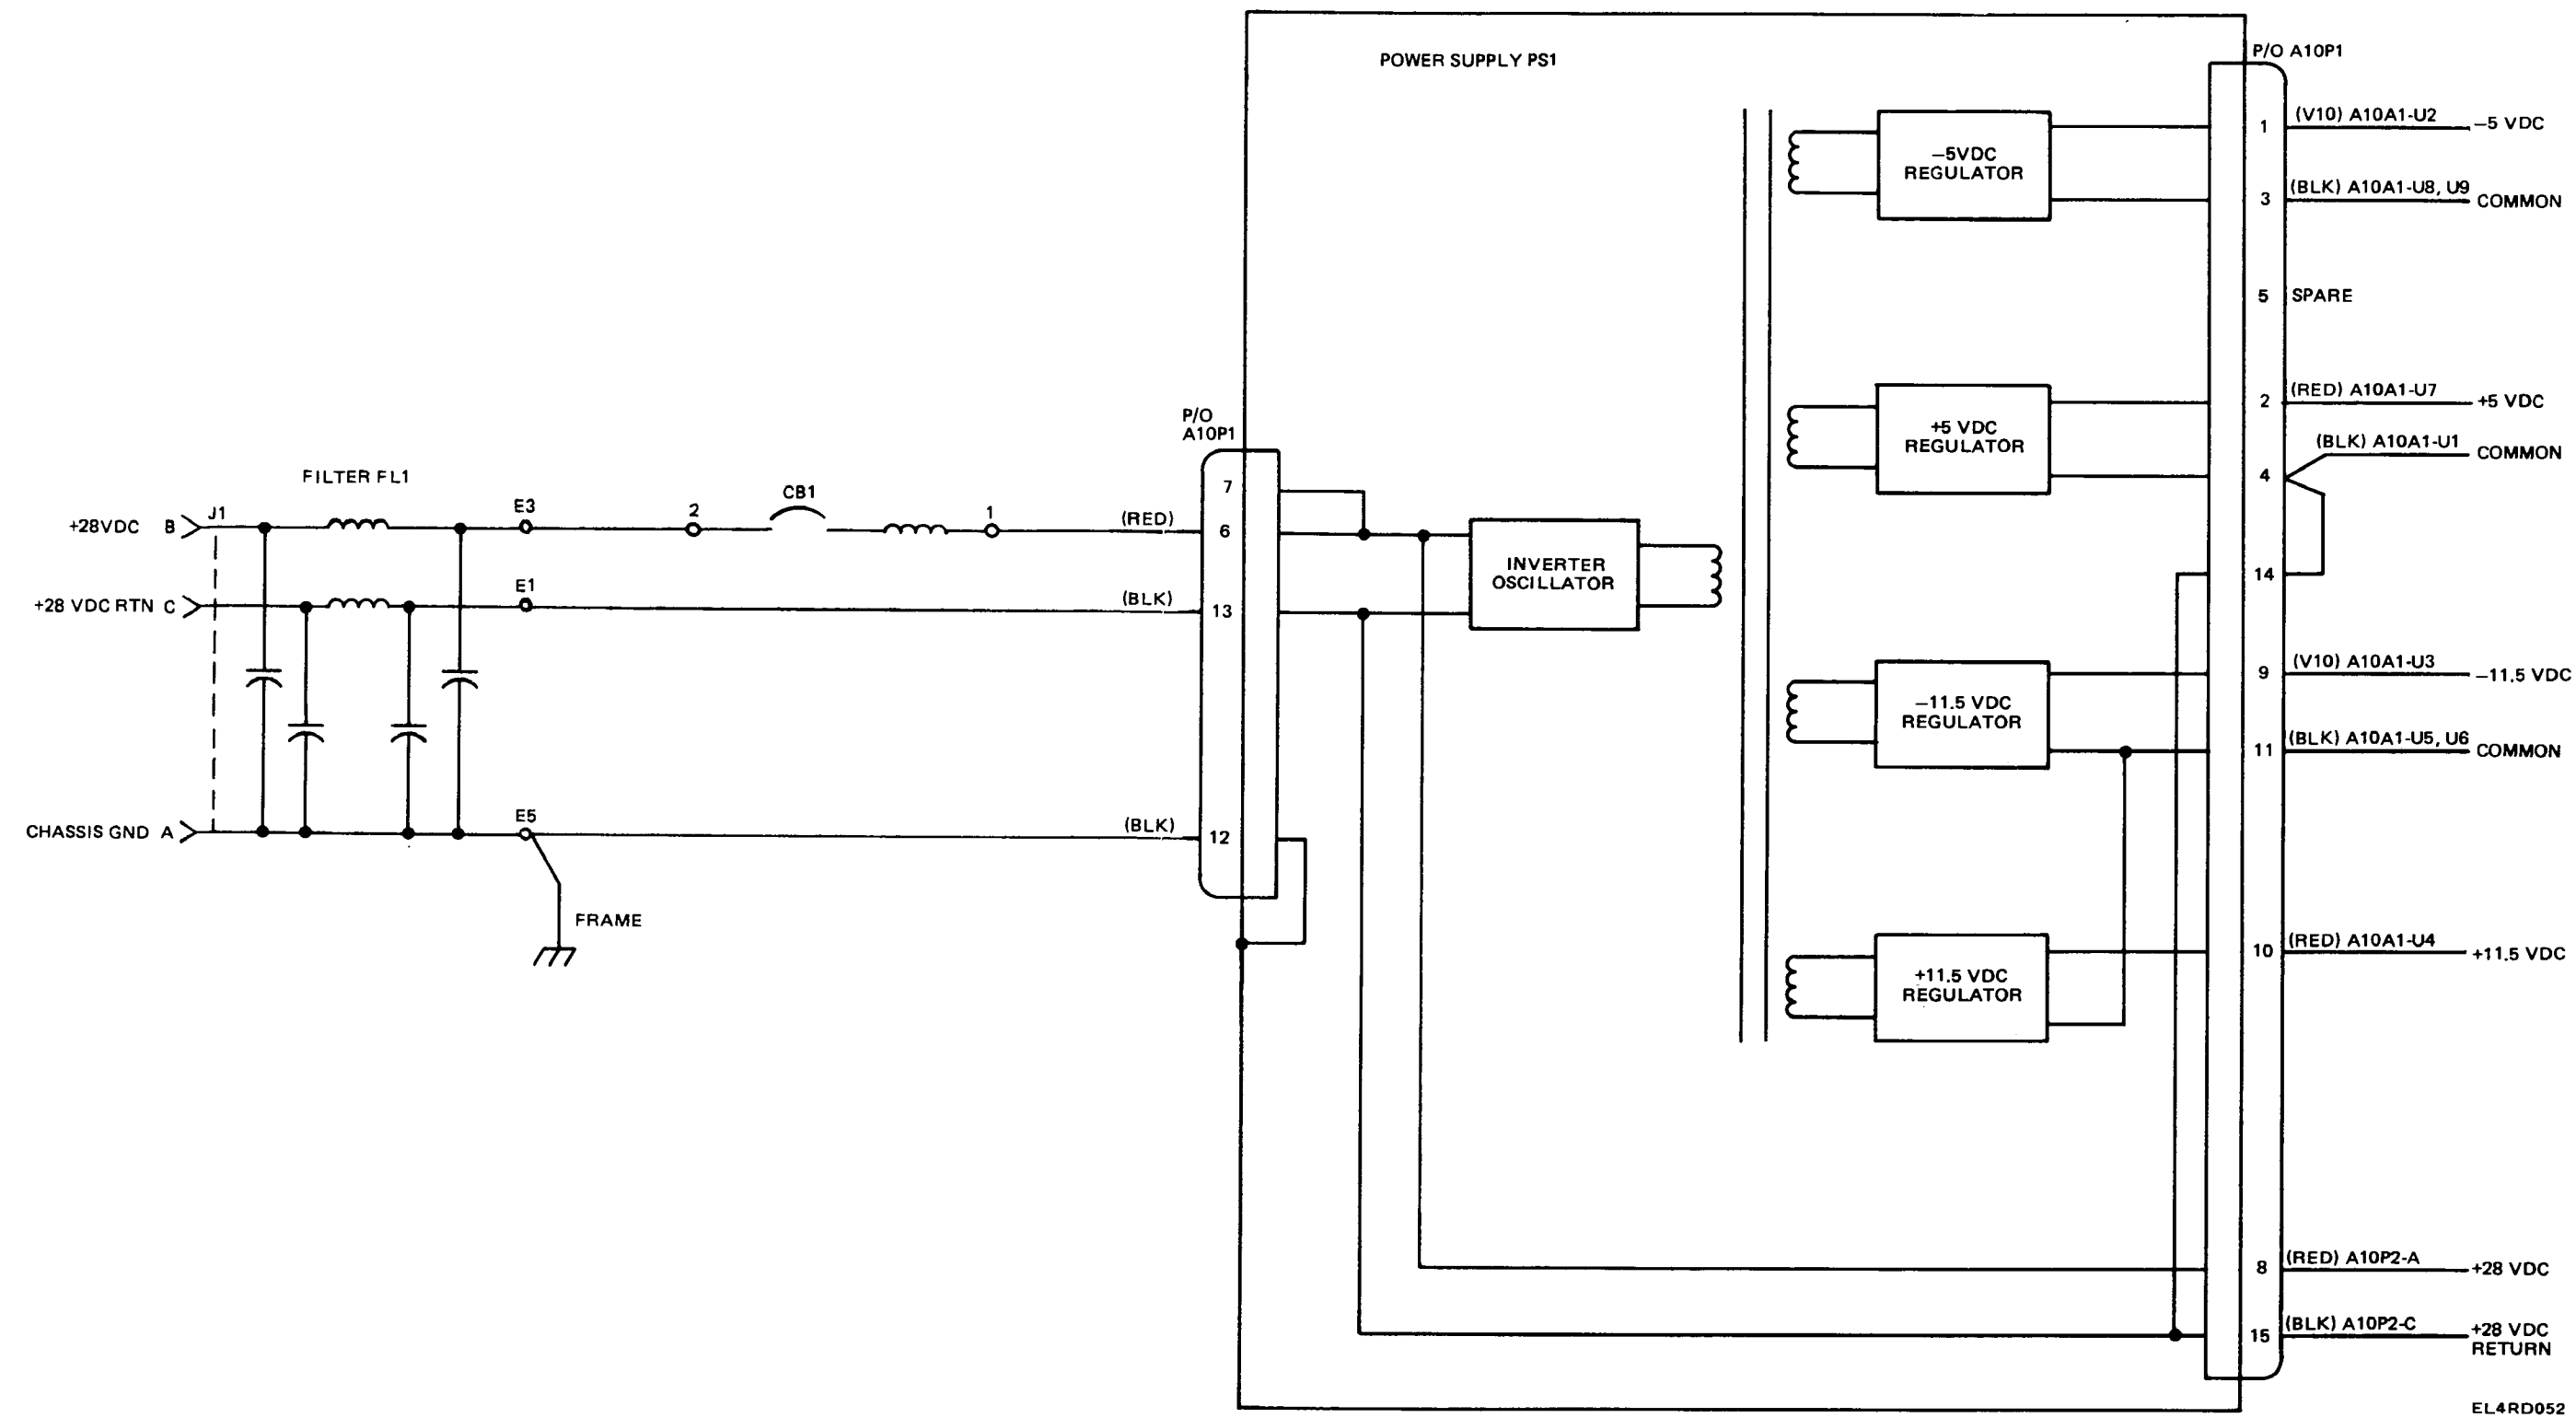 POWER SUPPLY PS1
P/O A10P1
1
(V10) A10A1-U2
—5 VDC
—5VDC
REGULATOR
3
(BLK) A10A1-U8, U9
COMMON
5
SPARE
2
(RED) A10A1-U7
+5 VDC
+5 VDC
REGULATOR
(BLK) A10A1-U1
COMMON
4
14
P/O
A10P1
FILTER FL1
7
+28VDC B
J1
E3
2
CB1
1
(RED)
6
INVERTER
OSCILLATOR
+28 VDC RTN C
E1
(BLK)
13
9
(V10) A10A1-U3
—11.5 VDC
—11.5 VDC
REGULATOR
11
(BLK) A10A1-U5, U6
COMMON
CHASSIS GND A
E5
(BLK)
12
FRAME
10
(RED) A10A1-U4
+11.5 VDC
+11.5 VDC
REGULATOR
8
(RED) A10P2-A
+28 VDC
15
(BLK) A10P2-C
+28 VDC
RETURN
EL4RD052